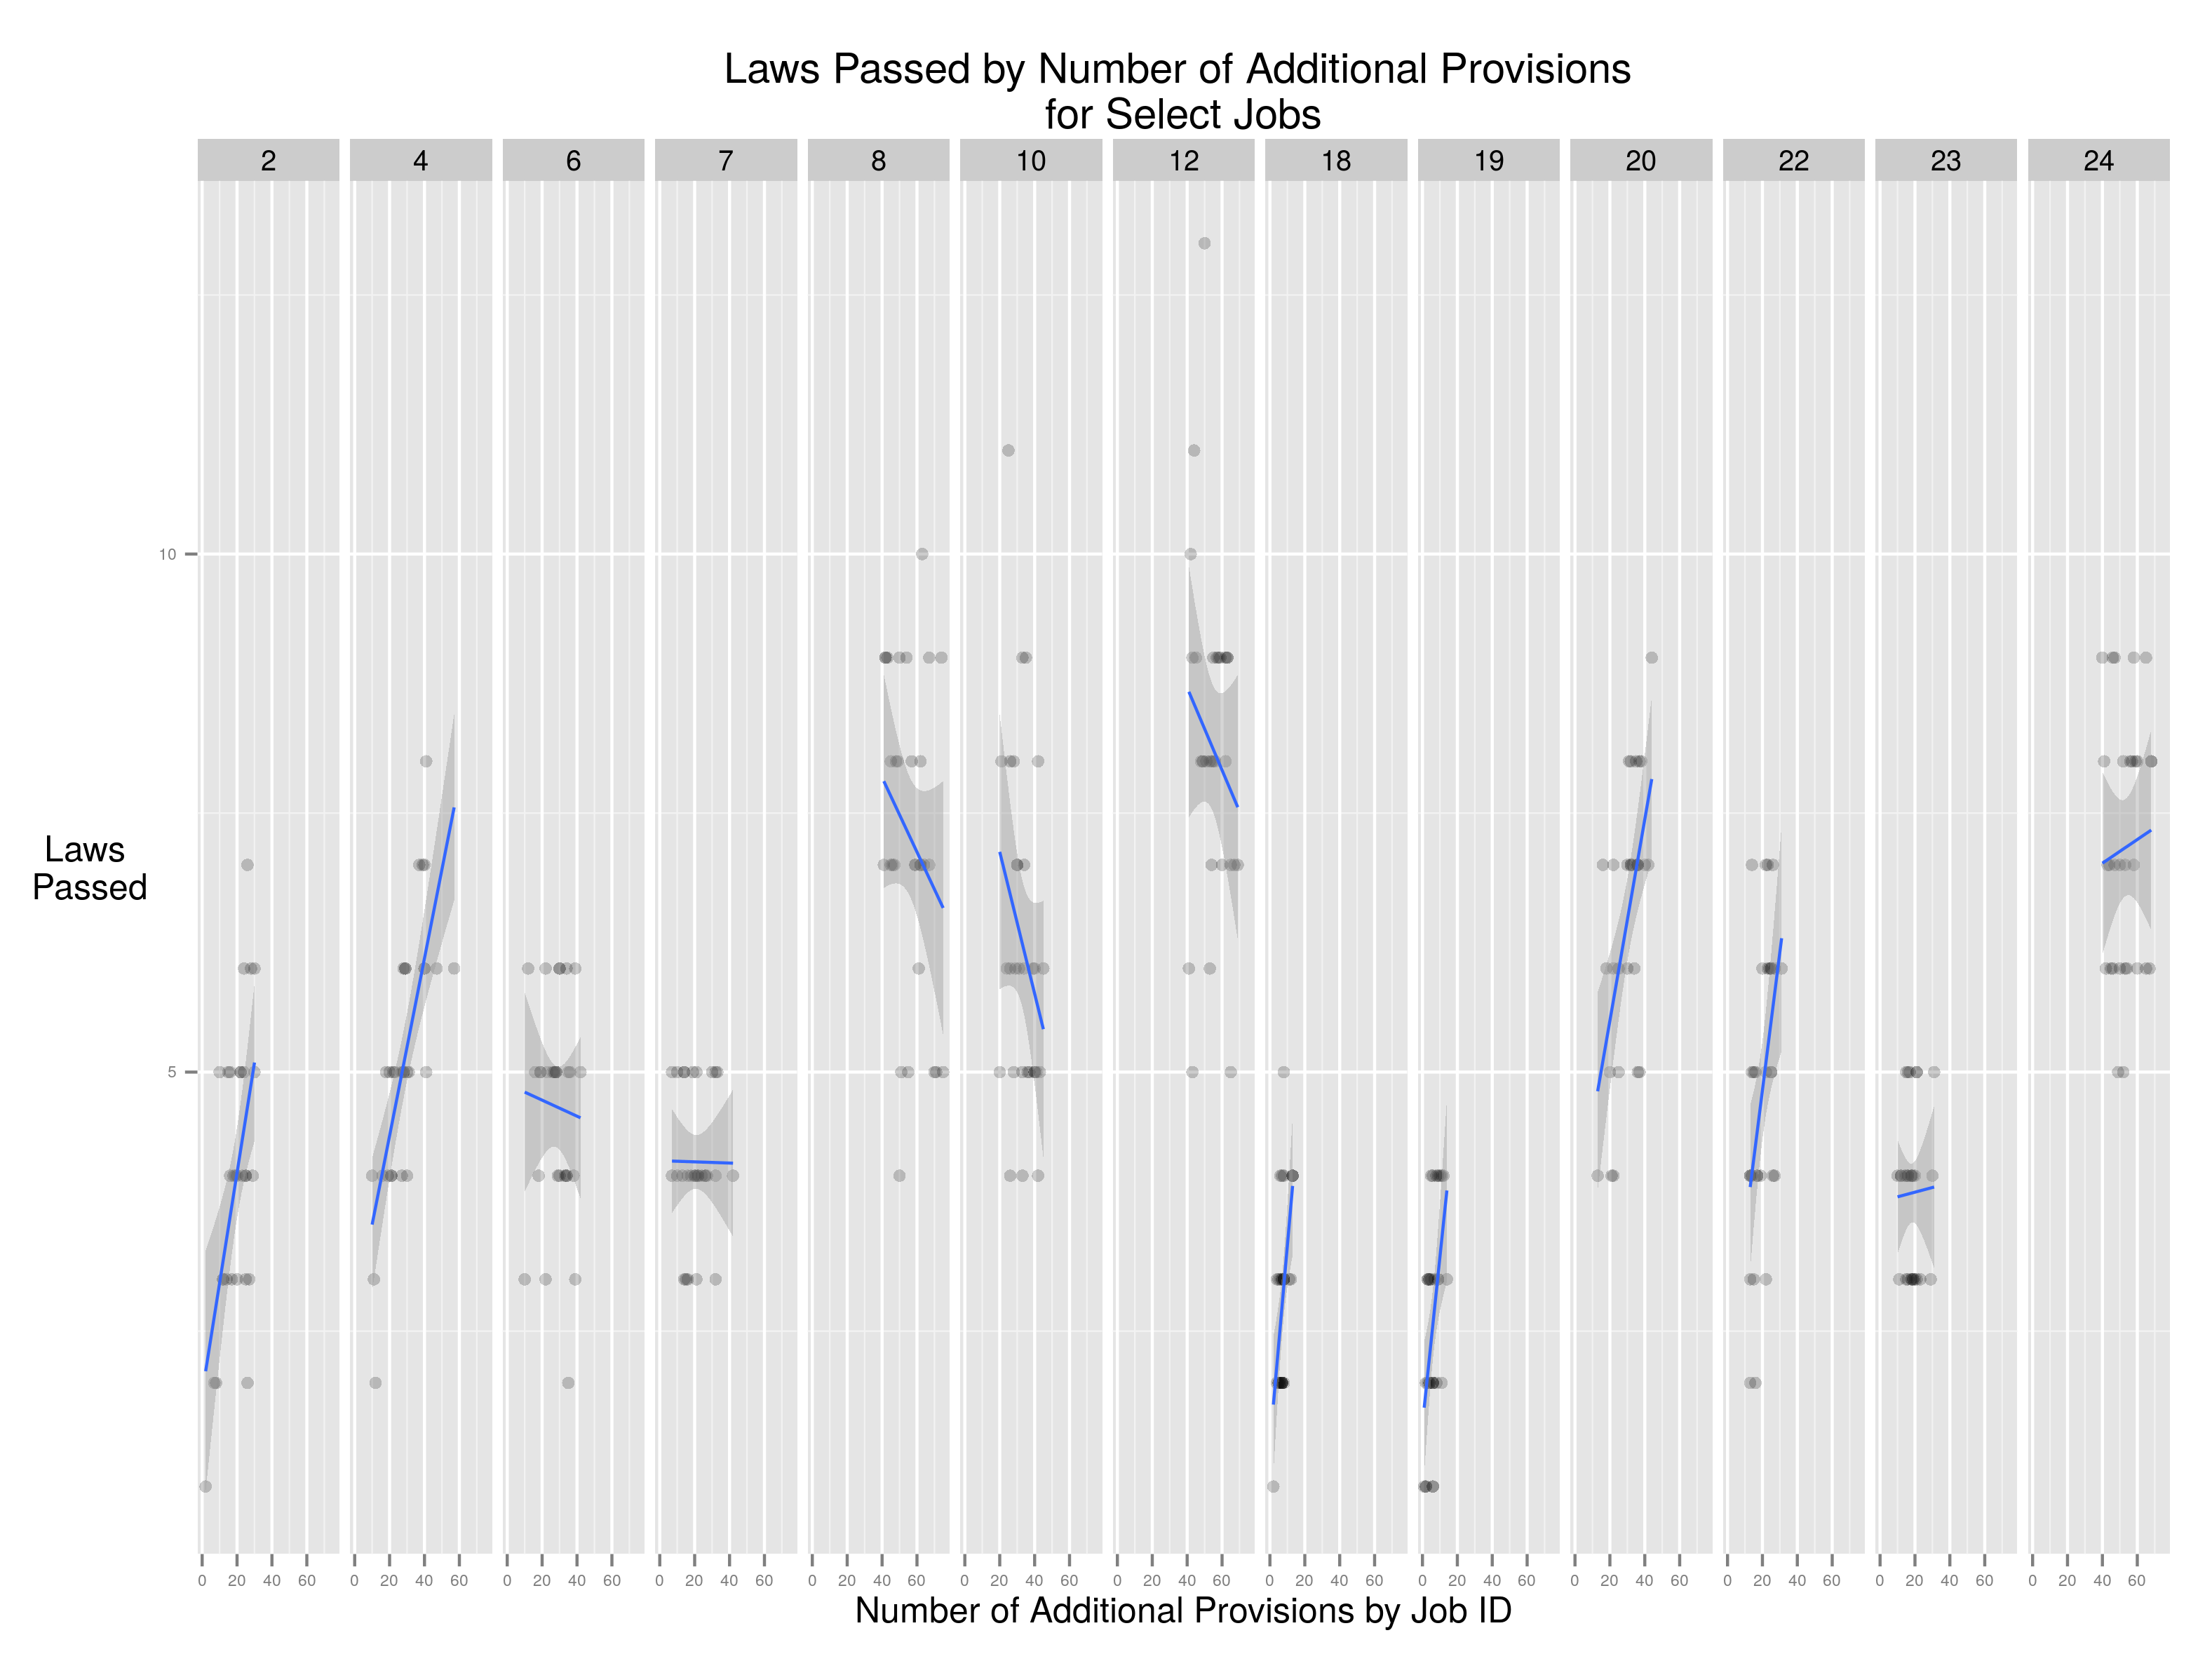 Laws Passed by Number of Additional Provisions
for Select Jobs
2 4 6 7 8 10 12 18 19 20 22 23 24
10
Laws
Passed
5
0 20 40 60 0 20 40 60 0 20 40 60 0 20 40 60 0 20 40 60 0 20 40 60 0 20 40 60 0 20 40 60 0 20 40 60 0 20 40 60 0 20 40 60 0 20 40 60 0 20 40 60
Number of Additional Provisions by Job ID